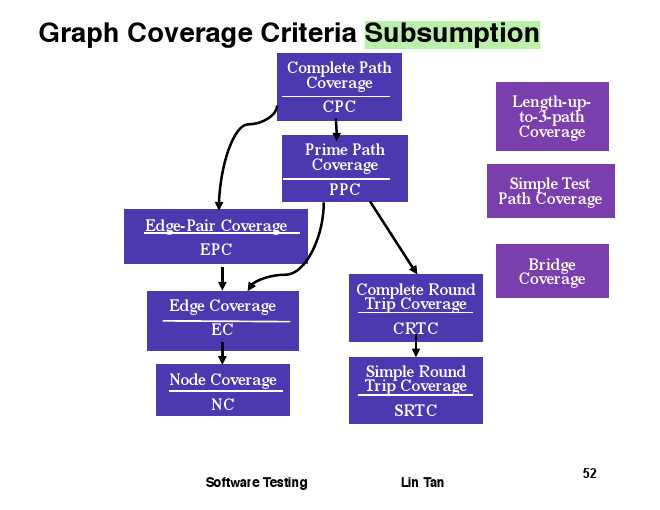 Graph Coverage Criteria Subsumption
Complete Path
Coverage
CPC
Prime Path
Coverage
PPC
Edge-Pair Coverage
EPC
Edge Coverage
EC
Node Coverage
NC
Complete Round
Trip Coverage
CRTC
Simple Round
Trip Coverage
SRTC
Length-up-
to-3-path
Coverage
Simple Test
Path Coverage
Bridge
Coverage
Software Testing
Lin Tan
52